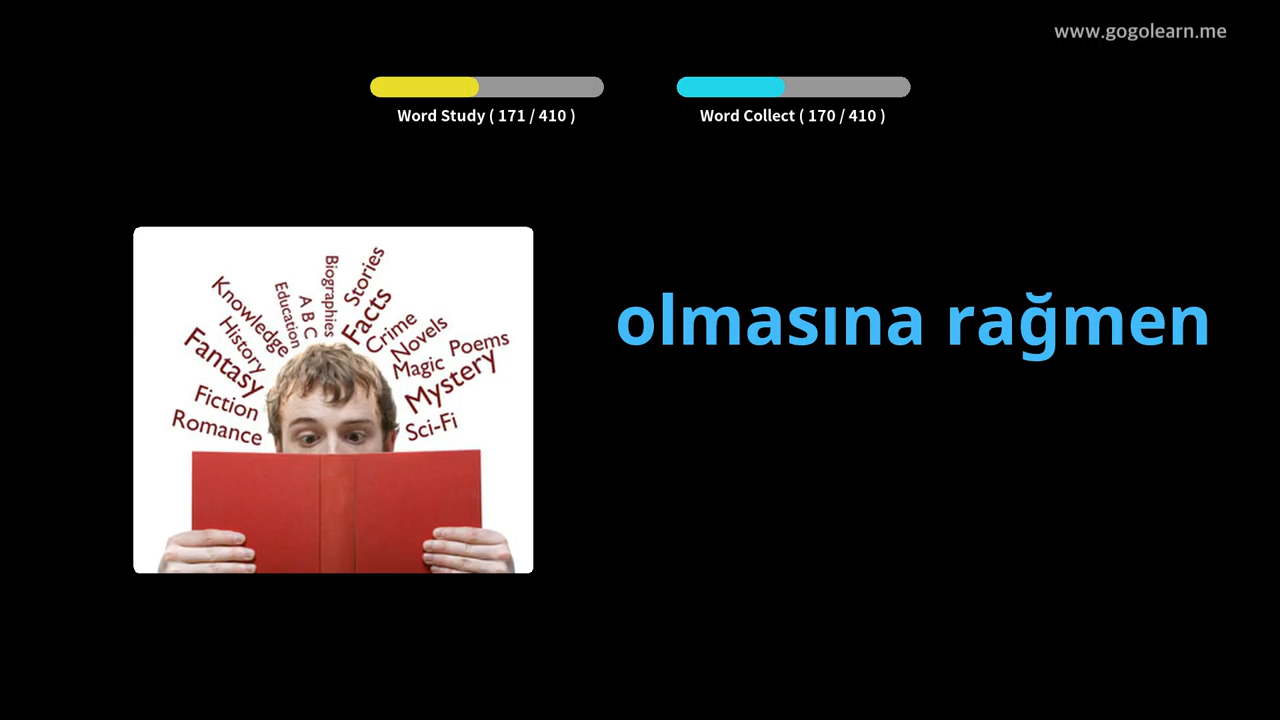 www.gogolearn.me
Word Study ( 171 / 410 )
Word Collect ( 170 / 410 )
olmasına rağmen
Romance
Fiction
Fantasy
History
Knowledge
Education
A B C
Biographies
Stories
Facts
Crime
Novels
Magic
Poems
Mystery
Sci-Fi